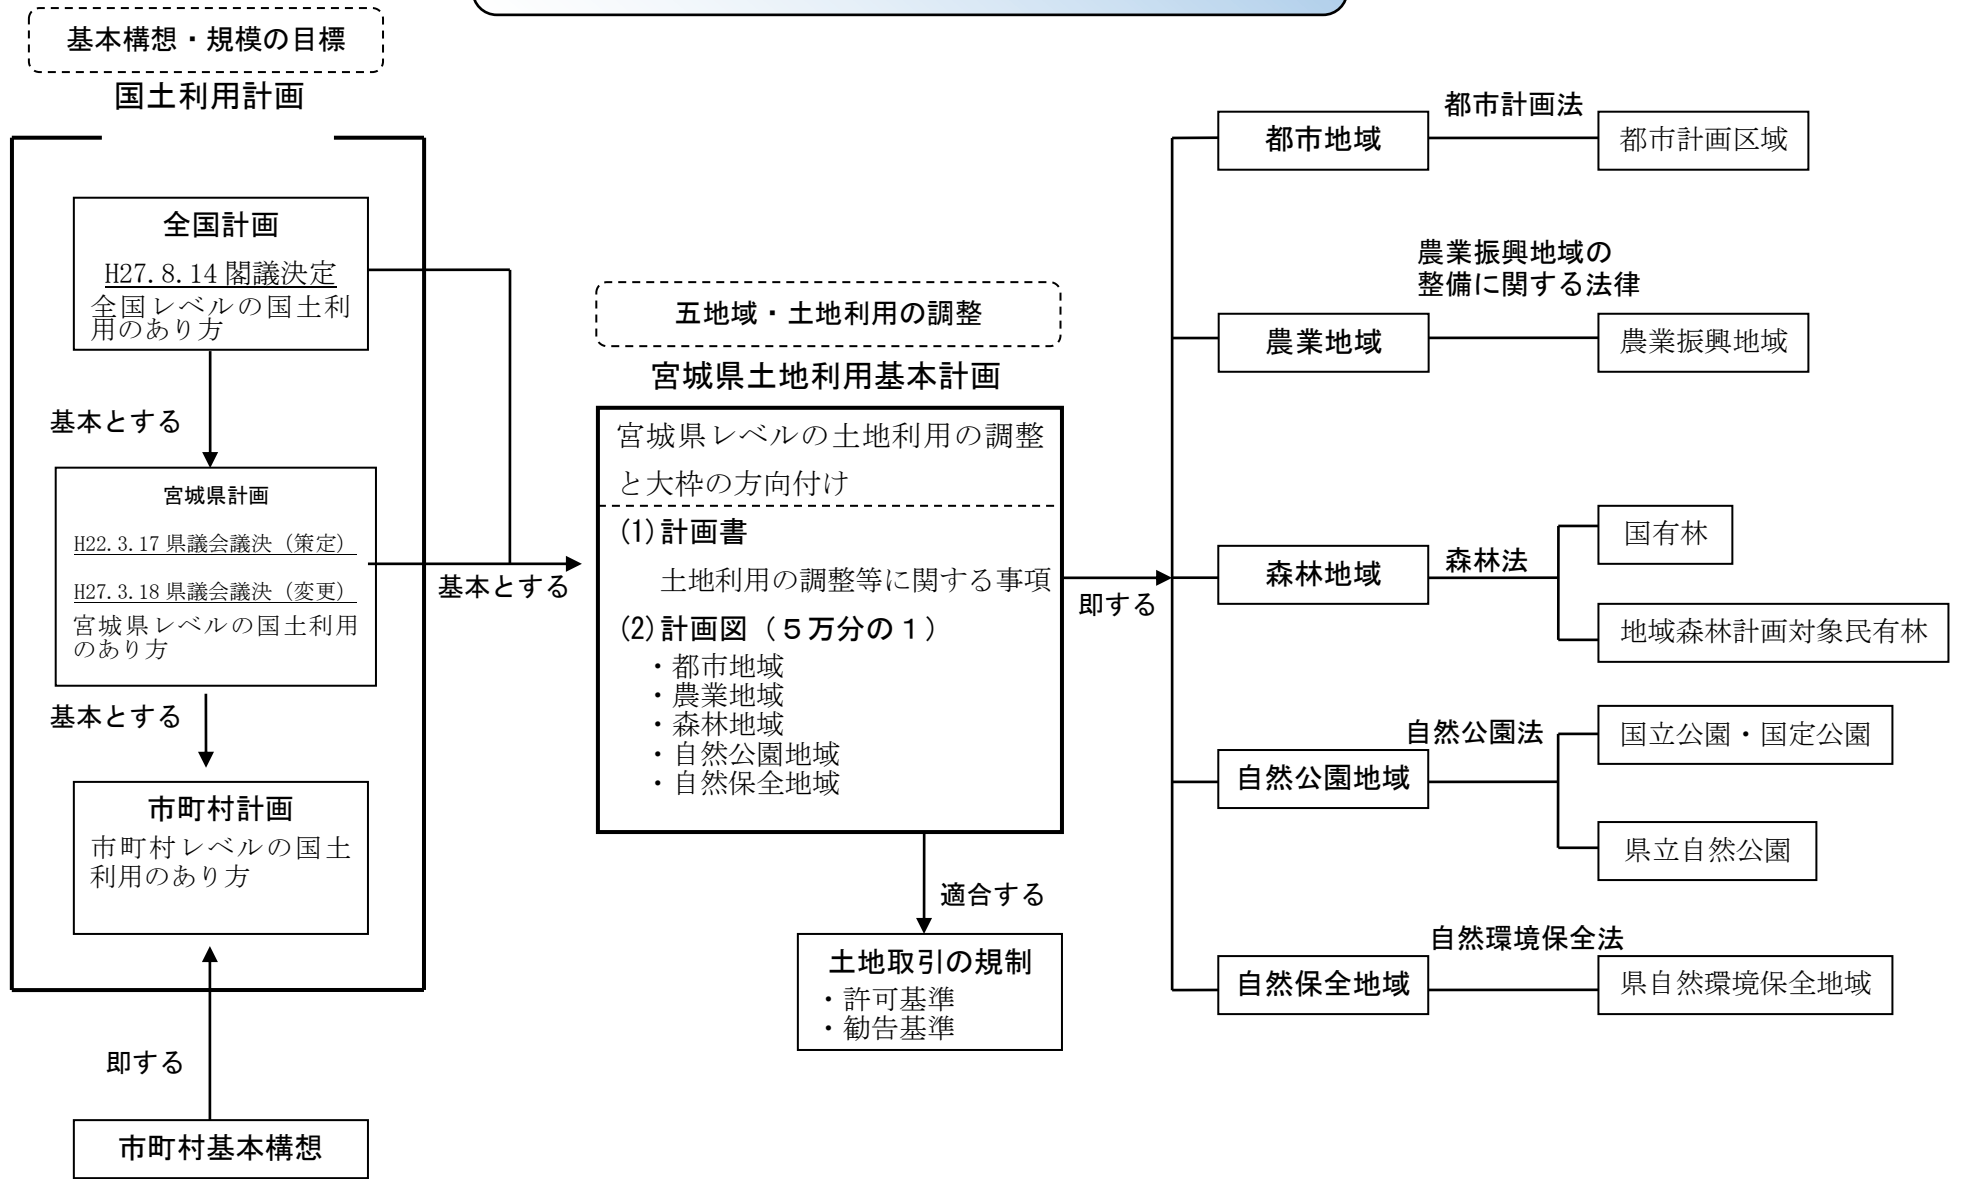 基本構想・規模の目標
国土利用計画
全国計画
H27.8.14 閣議決定
全国レベルの国土利
用のあり方
基本とする
宮城県計画
H22.3.17 県議会議決（策定）
H27.3.18 県議会議決（変更）
宮城県レベルの国土利用
のあり方
基本とする
市町村計画
市町村レベルの国土
利用のあり方
即する
市町村基本構想
基本とする
五地域・土地利用の調整
宮城県土地利用基本計画
宮城県レベルの土地利用の調整
と大枠の方向付け
(1)計画書
土地利用の調整等に関する事項
(2)計画図（５万分の１）
・都市地域
・農業地域
・森林地域
・自然公園地域
・自然保全地域
適合する
土地取引の規制
・許可基準
・勧告基準
即する
都市地域
都市計画法
都市計画区域
農業振興地域の
整備に関する法律
農業地域
農業振興地域
森林地域
森林法
国有林
地域森林計画対象民有林
自然公園法
自然公園地域
国立公園・国定公園
県立自然公園
自然環境保全法
自然保全地域
県自然環境保全地域